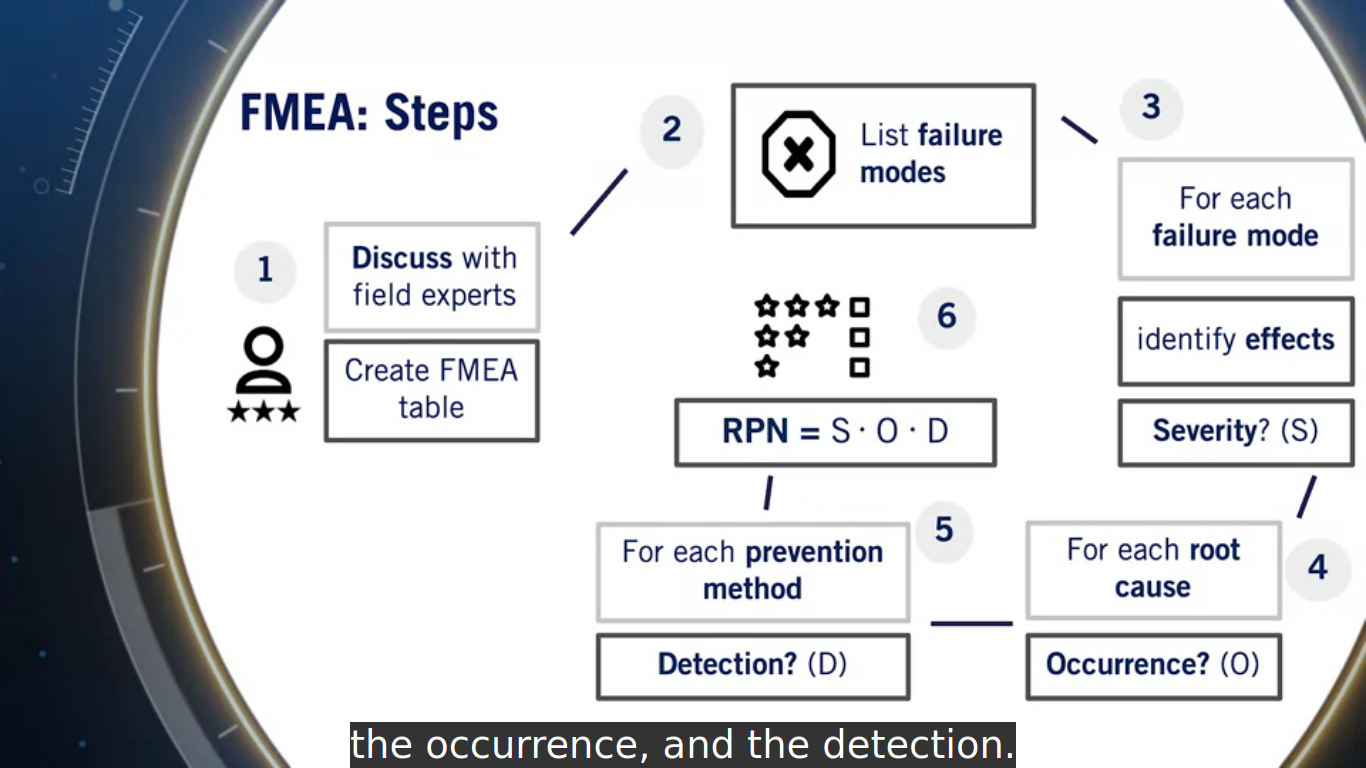 FMEA: Steps
1
Discuss with
field experts
Create FMEA
table
2
List failure
modes
3
For each
failure mode
identify effects
Severity? (S)
4
For each root
cause
Occurrence? (O)
5
For each prevention
method
Detection? (D)
6
RPN = S · O · D
the occurrence, and the detection.